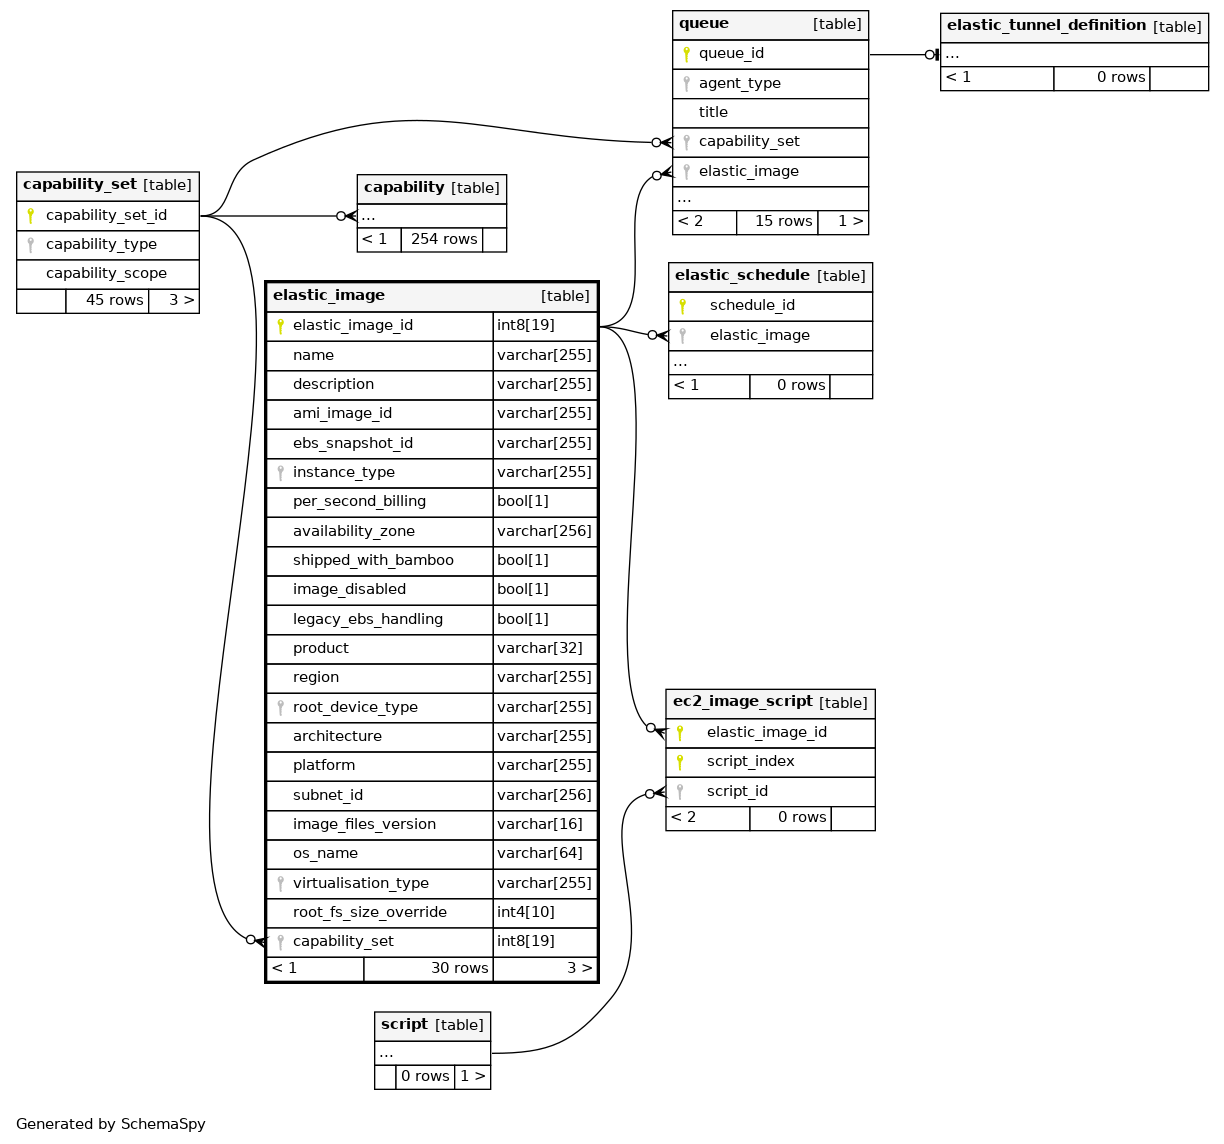 queue [table]
queue_id
agent_type
title
capability_set
elastic_image
...
< 2 15 rows 1 >
elastic_tunnel_definition [table]
...
< 1 0 rows
capability_set [table]
capability_set_id
capability_type
capability_scope
45 rows 3 >
capability [table]
...
< 1 254 rows
elastic_schedule [table]
schedule_id
elastic_image
...
< 1 0 rows
elastic_image [table]
elastic_image_id int8[19]
name varchar[255]
description varchar[255]
ami_image_id varchar[255]
ebs_snapshot_id varchar[255]
instance_type varchar[255]
per_second_billing bool[1]
availability_zone varchar[256]
shipped_with_bamboo bool[1]
image_disabled bool[1]
legacy_ebs_handling bool[1]
product varchar[32]
region varchar[255]
root_device_type varchar[255]
architecture varchar[255]
platform varchar[255]
subnet_id varchar[256]
image_files_version varchar[16]
os_name varchar[64]
virtualisation_type varchar[255]
root_fs_size_override int4[10]
capability_set int8[19]
< 1 30 rows 3 >
ec2_image_script [table]
elastic_image_id
script_index
script_id
< 2 0 rows
script [table]
...
0 rows 1 >
Generated by SchemaSpy